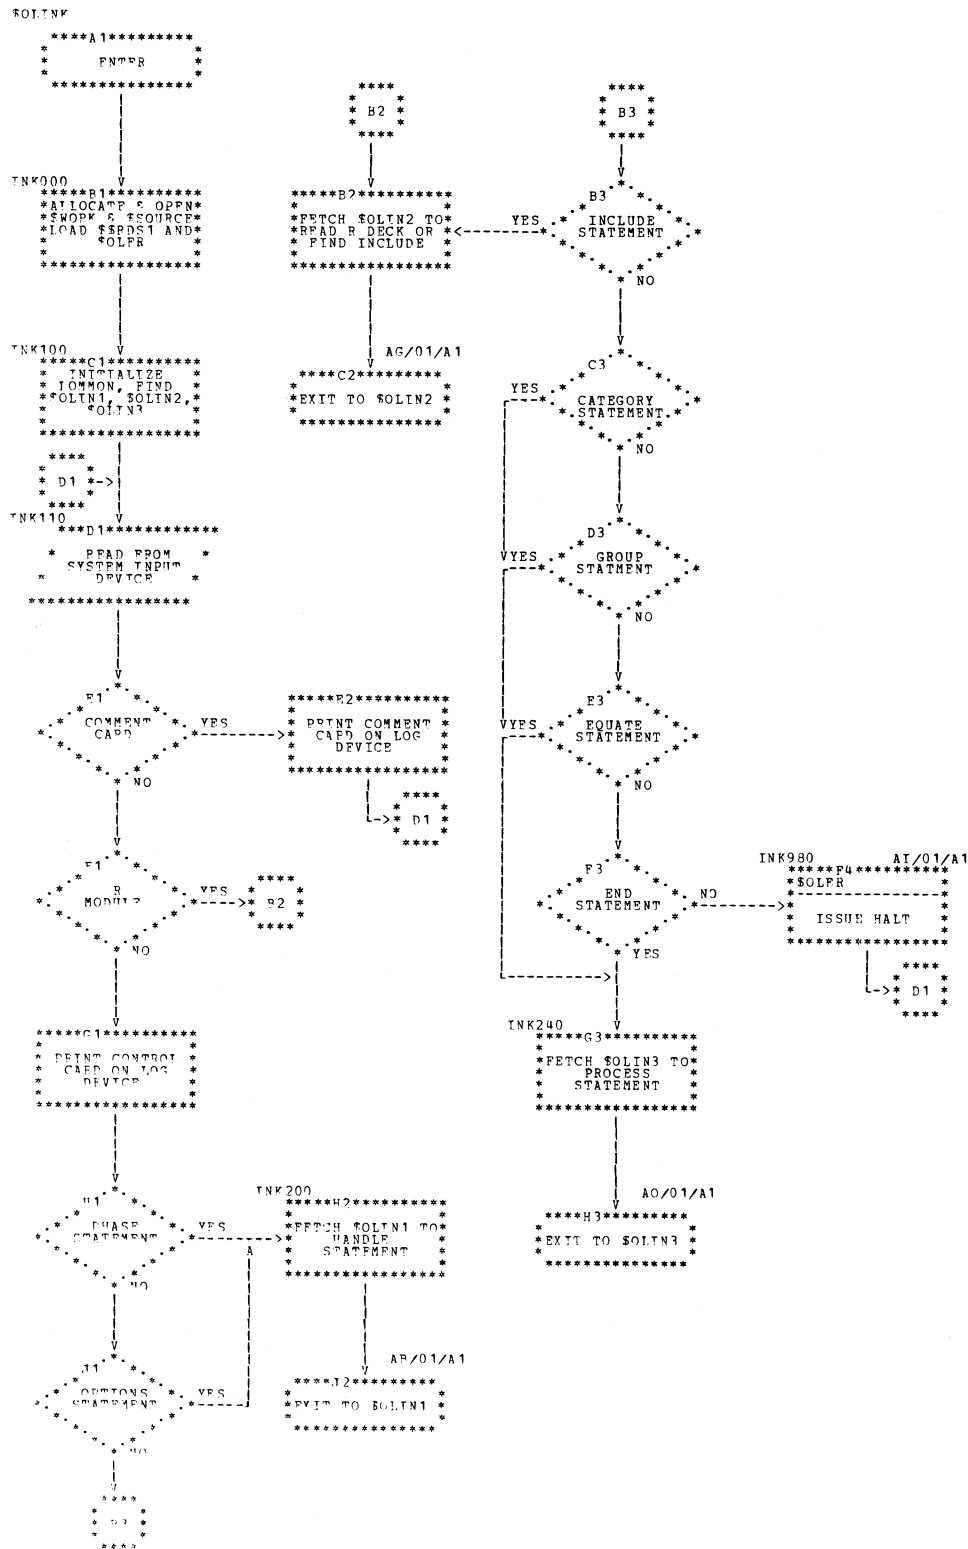 $OLINK
A1
ENTER
INK000
B1
ALLOCATE & OPEN
$WORK & $SOURCE
LOAD $$RDS1 AND
$OLER
INK100
C1
INITIALIZE
COMMON, FIND
$OLIN1, $OLIN2,
$OLIN3
D1
INK110
D1
READ FROM
SYSTEM INPUT
DEVICE
E1
COMMENT
CARD
YES
NO
E2
PRINT COMMENT
CARD ON LOG
DEVICE
D1
F1
R
MODULE
YES
B2
NO
G1
PRINT CONTROL
CARD ON LOG
DEVICE
H1
PHASE
STATEMENT
YES
NO
INK200
H2
FETCH $OLIN1 TO
HANDLE
STATEMENT
J1
OPTIONS
STATEMENT
YES
NO
AB/01/A1
J2
EXIT TO $OLIN1
B2
B2
FETCH $OLIN2 TO
READ R DECK OR
FIND INCLUDE
AG/01/A1
C2
EXIT TO $OLIN2
B3
B3
INCLUDE
STATEMENT
YES
NO
C3
CATEGORY
STATEMENT
YES
NO
D3
GROUP
STATMENT
YES
NO
E3
EQUATE
STATEMENT
YES
NO
F3
END
STATEMENT
NO
YES
INK980 AI/01/A1
F4
$OLER
ISSUE HALT
D1
INK240
G3
FETCH $OLIN3 TO
PROCESS
STATEMENT
AO/01/A1
H3
EXIT TO $OLIN3